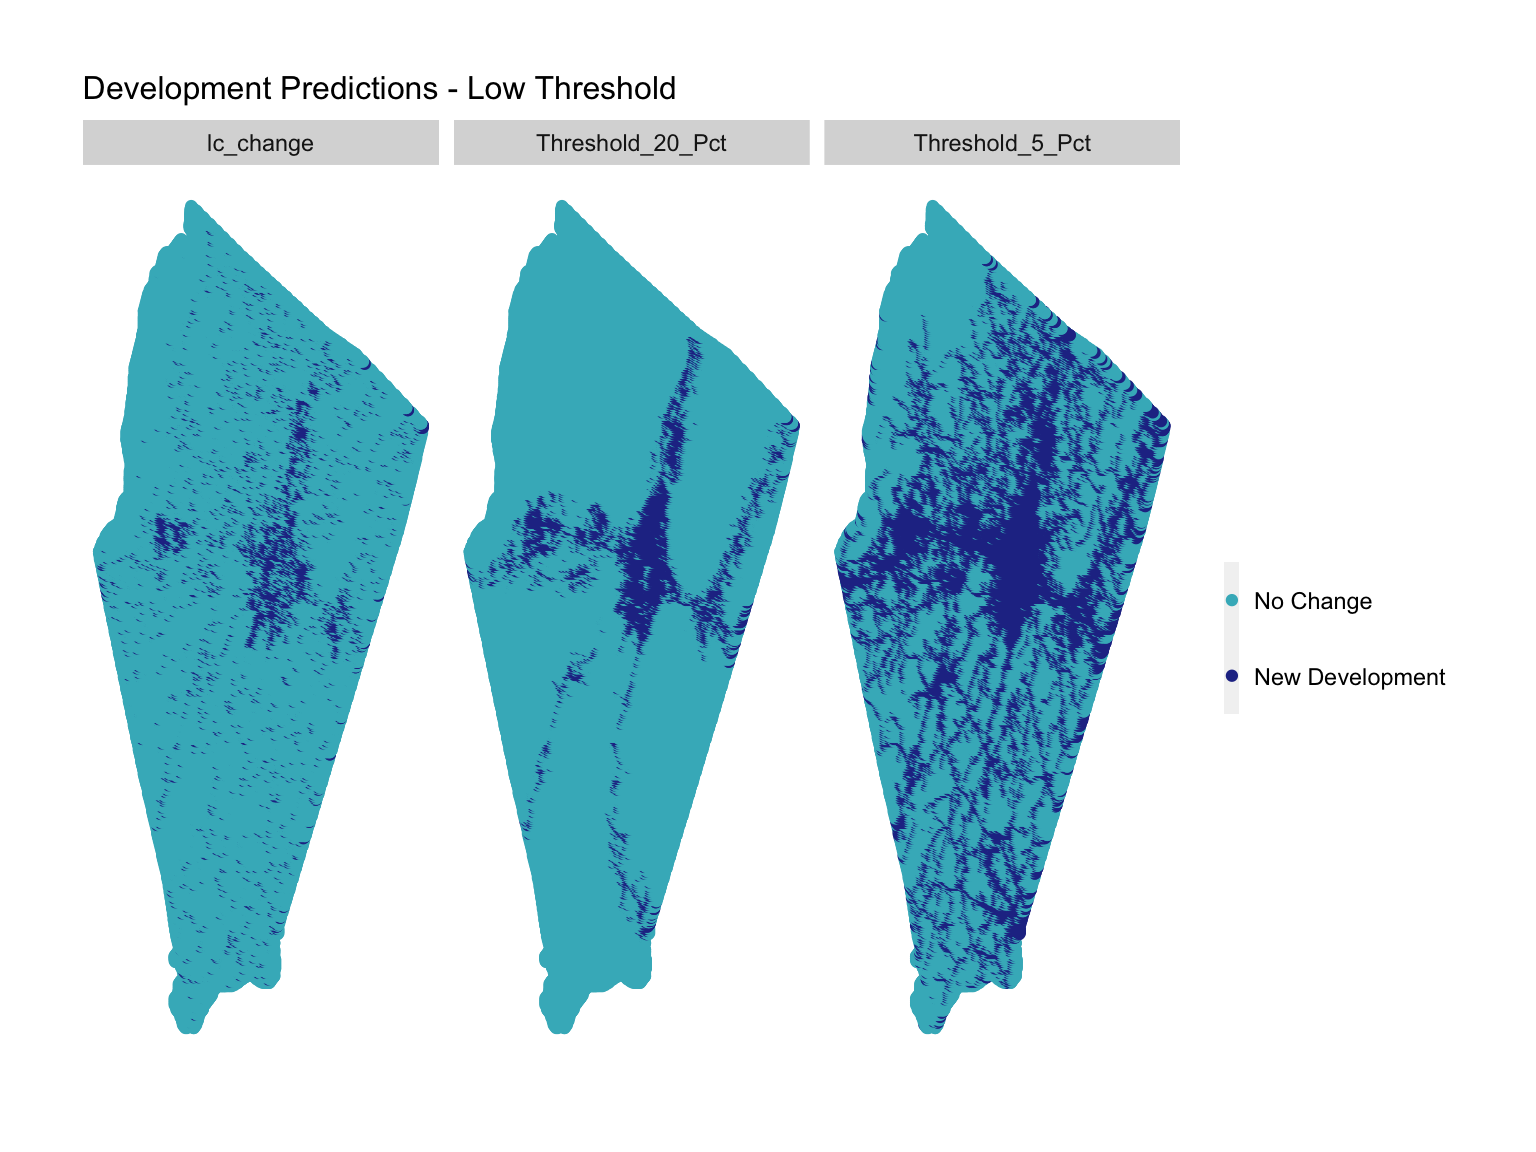 Development Predictions - Low Threshold
lc_change
Threshold_20_Pct
Threshold_5_Pct
No Change
New Development